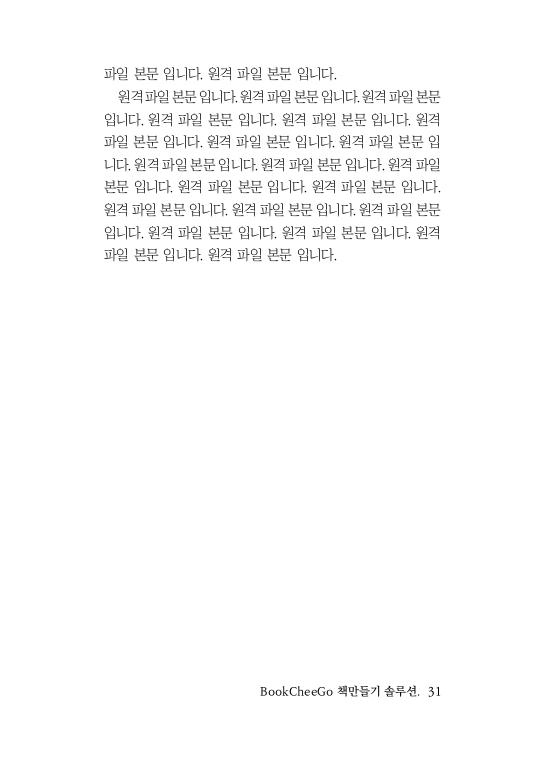 파일 본문 입니다. 원격 파일 본문 입니다.
원격 파일 본문 입니다. 원격 파일 본문 입니다. 원격 파일 본문
입니다. 원격 파일 본문 입니다. 원격 파일 본문 입니다. 원격
파일 본문 입니다. 원격 파일 본문 입니다. 원격 파일 본문 입
니다. 원격 파일 본문 입니다. 원격 파일 본문 입니다. 원격 파일
본문 입니다. 원격 파일 본문 입니다. 원격 파일 본문 입니다.
원격 파일 본문 입니다. 원격 파일 본문 입니다. 원격 파일 본문
입니다. 원격 파일 본문 입니다. 원격 파일 본문 입니다. 원격
파일 본문 입니다. 원격 파일 본문 입니다.
BookCheeGo 책만들기 솔루션. 31